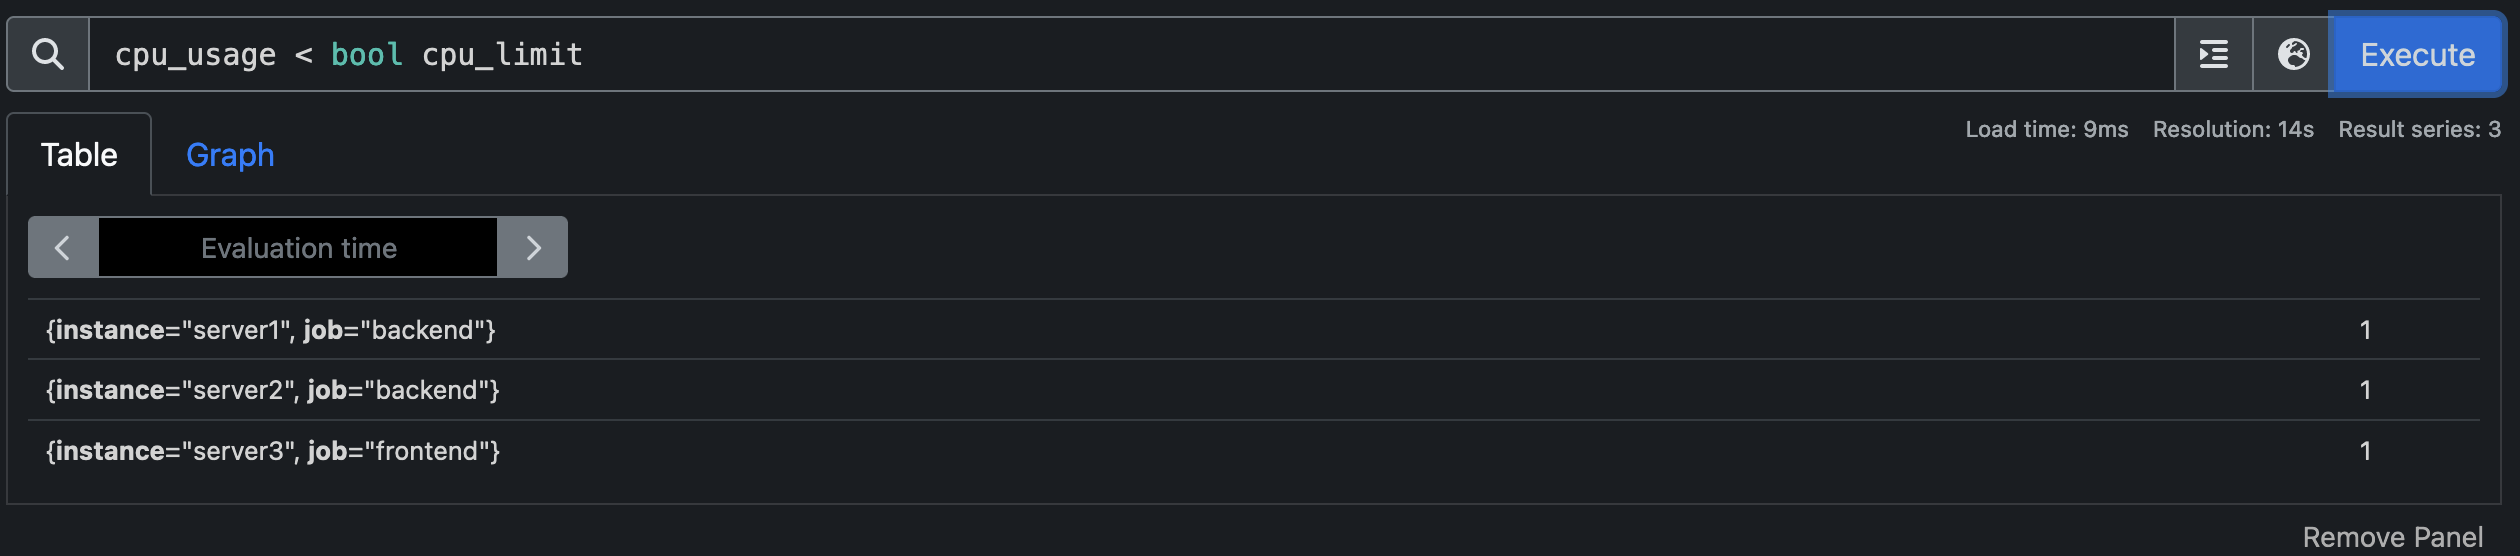 cpu_usage < bool cpu_limit
Execute
Table
Graph
Load time: 9ms Resolution: 14s Result series: 3
Evaluation time
{instance="server1", job="backend"} 1
{instance="server2", job="backend"} 1
{instance="server3", job="frontend"} 1
Remove Panel